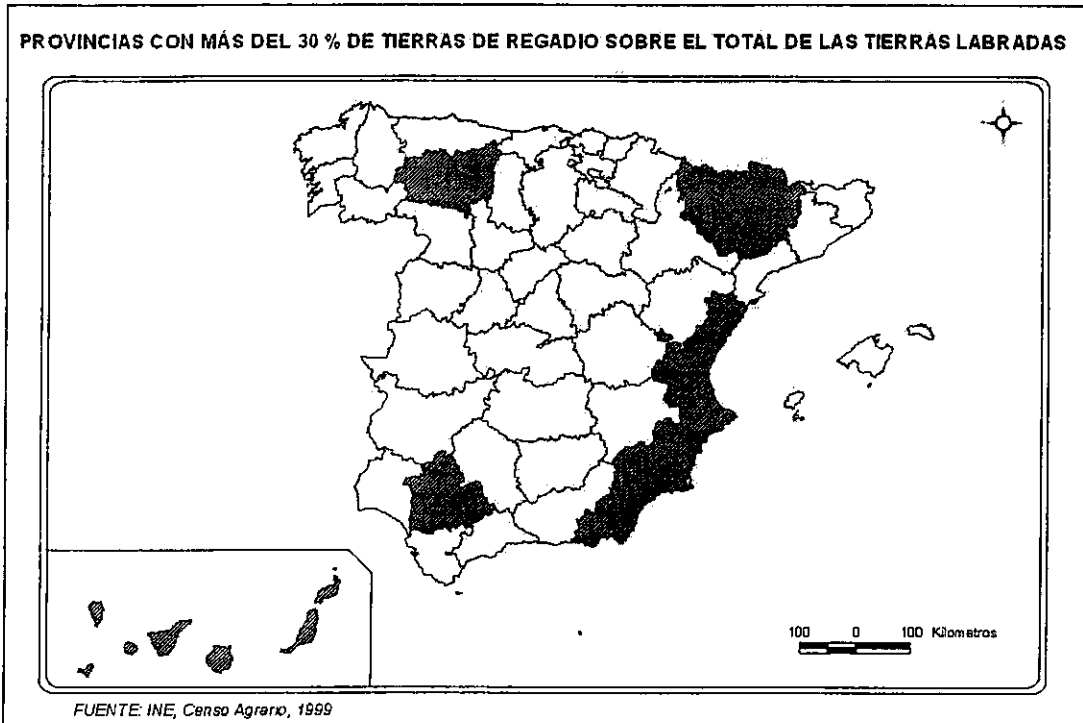 PROVINCIAS CON MÁS DEL 30 % DE TIERRAS DE REGADIO SOBRE EL TOTAL DE LAS TIERRAS LABRADAS
100 0 100 Kilometros
FUENTE: INE, Censo Agrario, 1999